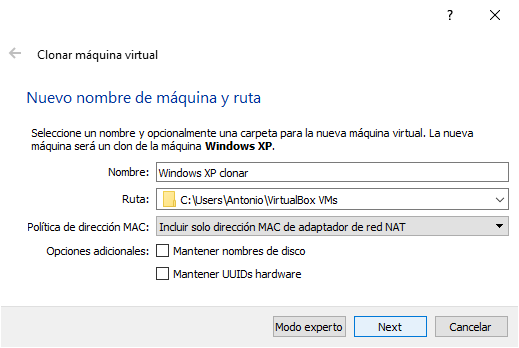 ?
Clonar máquina virtual
Nuevo nombre de máquina y ruta
Seleccione un nombre y opcionalmente una carpeta para la nueva máquina virtual. La nueva
máquina será un clon de la máquina Windows XP.
Nombre: Windows XP clonar
Ruta: C:\Users\Antonio\VirtualBox VMs
Política de dirección MAC: Incluir solo dirección MAC de adaptador de red NAT
Opciones adicionales: Mantener nombres de disco
Mantener UUIDs hardware
Modo experto Next Cancelar